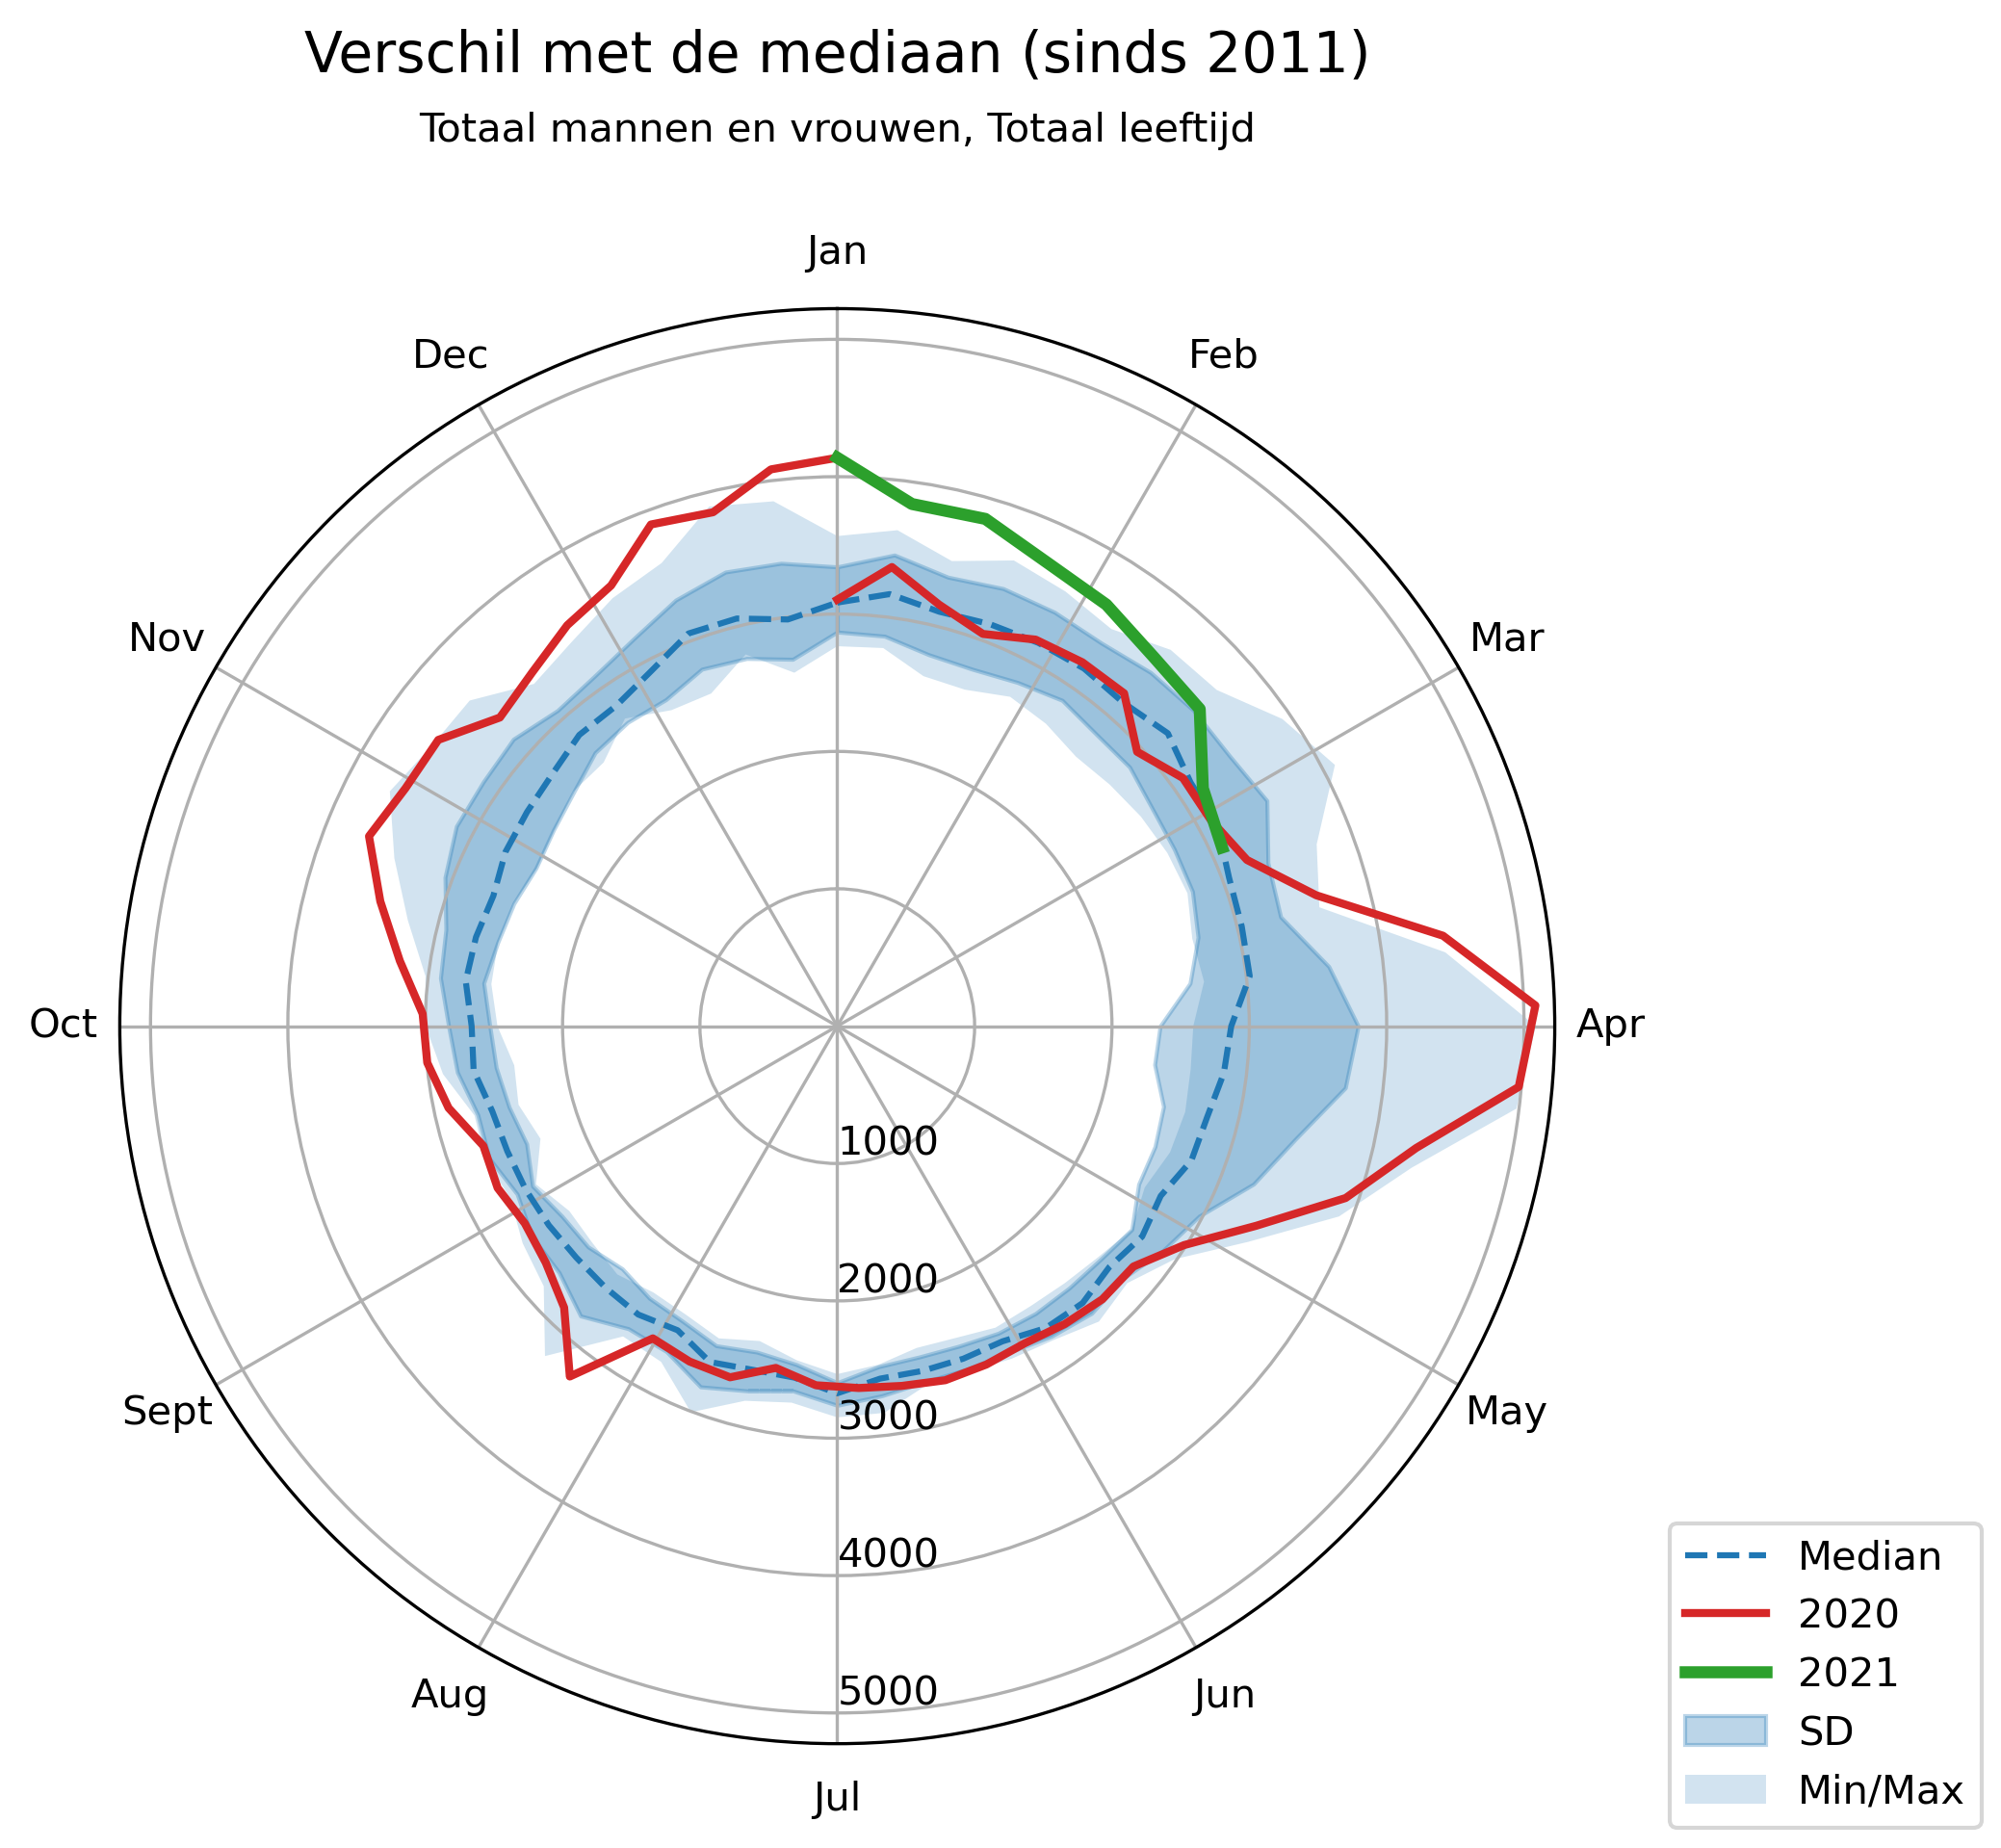 Verschil met de mediaan (sinds 2011)
Totaal mannen en vrouwen, Totaal leeftijd
Jan
Dec
Feb
Nov
Mar
Oct
Apr
1000
2000
Sept
3000
May
4000
Median
2020
2021
5000
Aug
Jun
SD
Jul
Min/Max